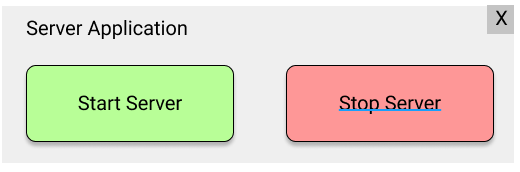 X
Server Application
Start Server
Stop Server